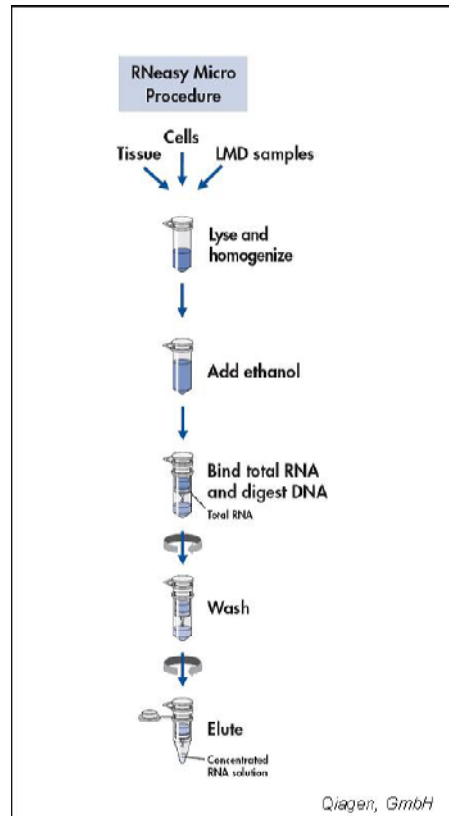 RNeasy Micro
Procedure
Cells
Tissue
LMD samples
Lyse and
homogenize
Add ethanol
Bind total RNA
and digest DNA
Total RNA
Wash
Elute
Concentrated
RNA solution
Qiagen, GmbH